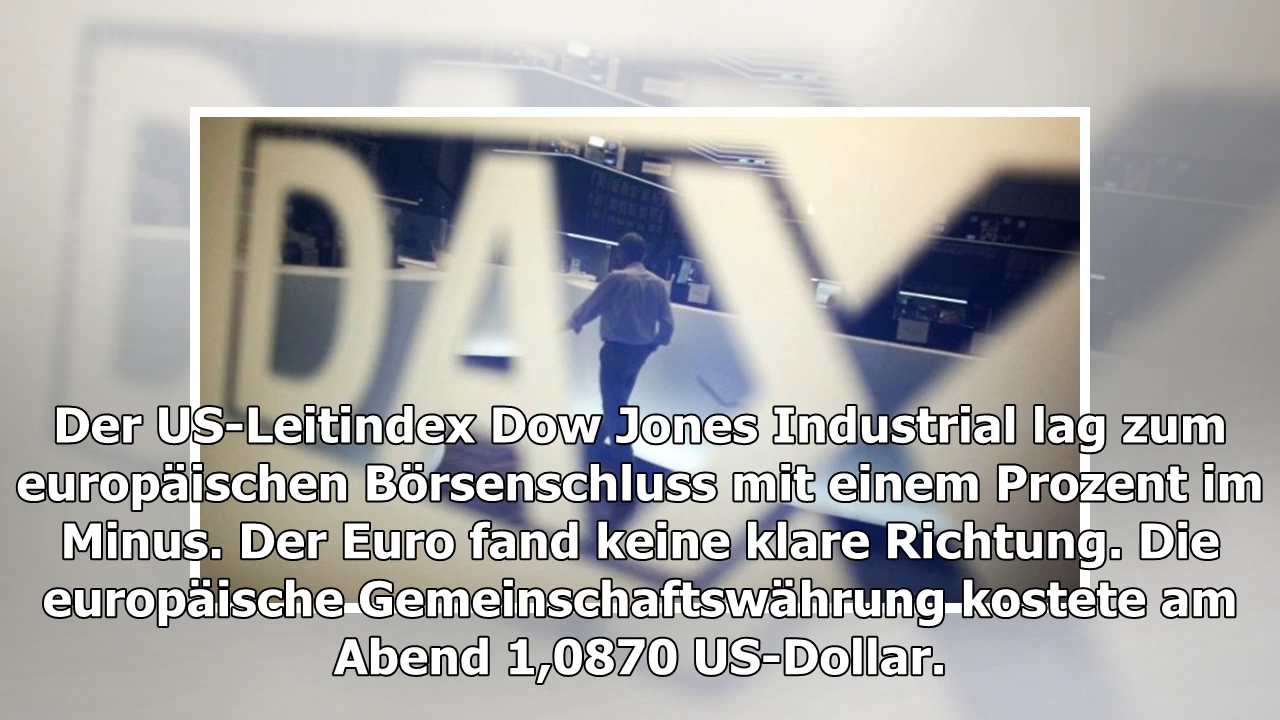 DAX
Der US-Leitindex Dow Jones Industrial lag zum
europäischen Börsenschluss mit einem Prozent im
Minus. Der Euro fand keine klare Richtung. Die
europäische Gemeinschaftswährung kostete am
Abend 1,0870 US-Dollar.